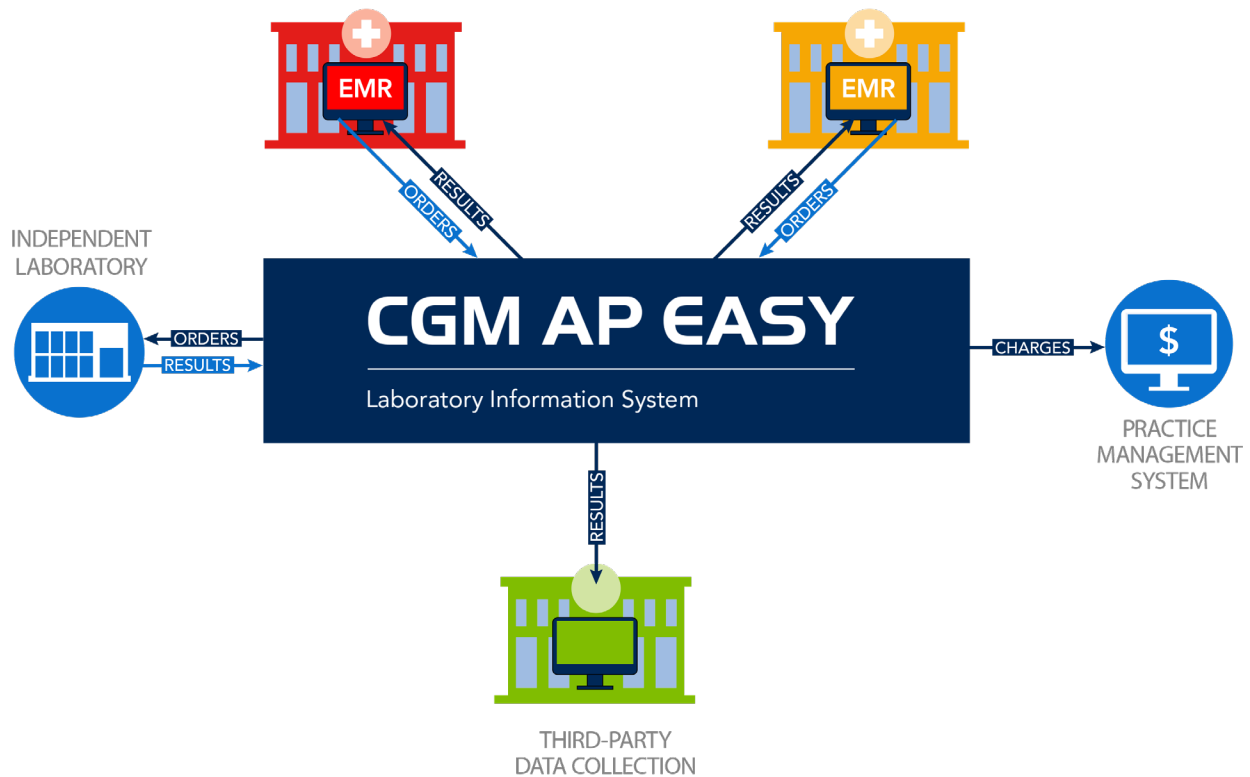 EMR
EMR
RESULTS
ORDERS
RESULTS
ORDERS
INDEPENDENT
LABORATORY
CGM AP EASY
Laboratory Information System
ORDERS
RESULTS
CHARGES
$
PRACTICE
MANAGEMENT
SYSTEM
RESULTS
THIRD-PARTY
DATA COLLECTION